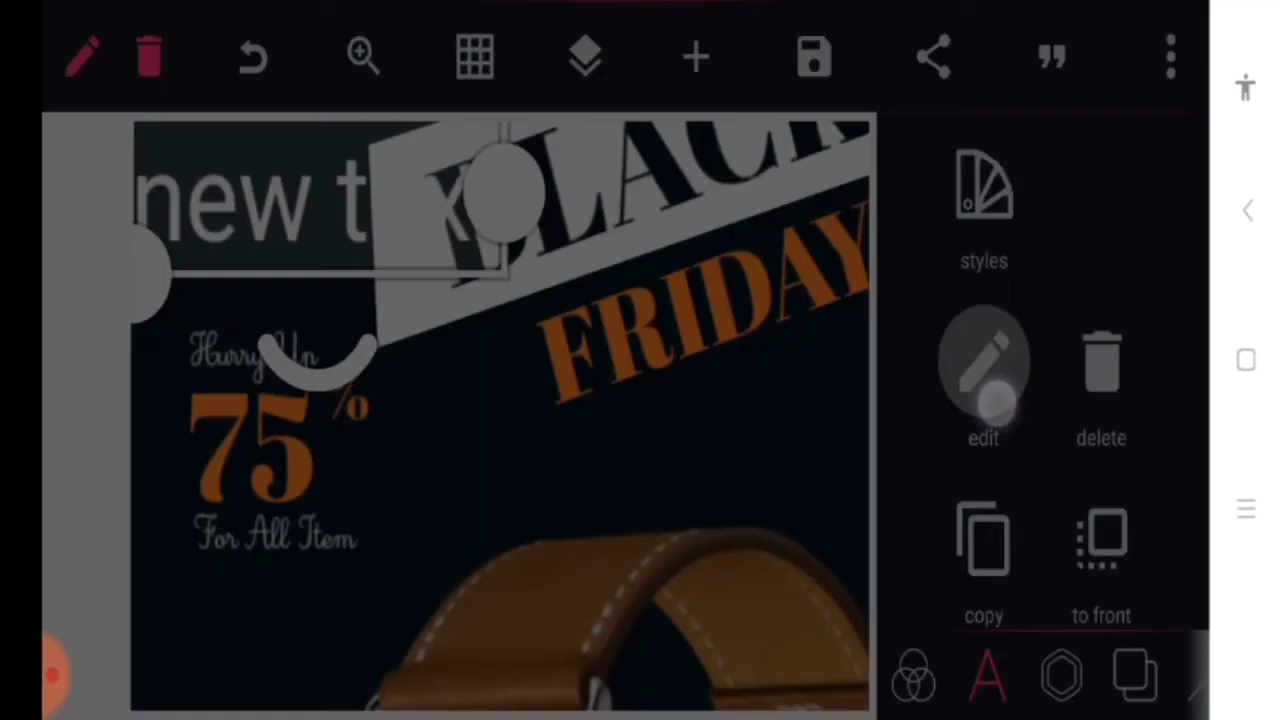 new t x
BLACK
FRIDAY
Hurry Up
75%
For All Item
styles
edit
delete
copy
to front